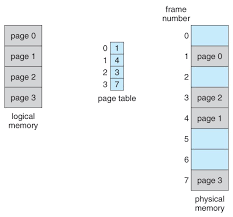 frame
number
page 0
page 1
page 2
page 3
logical
memory
0 1
1 4
2 3
3 7
page table
0
1 page 0
2
3 page 2
4 page 1
5
6
7 page 3
physical
memory